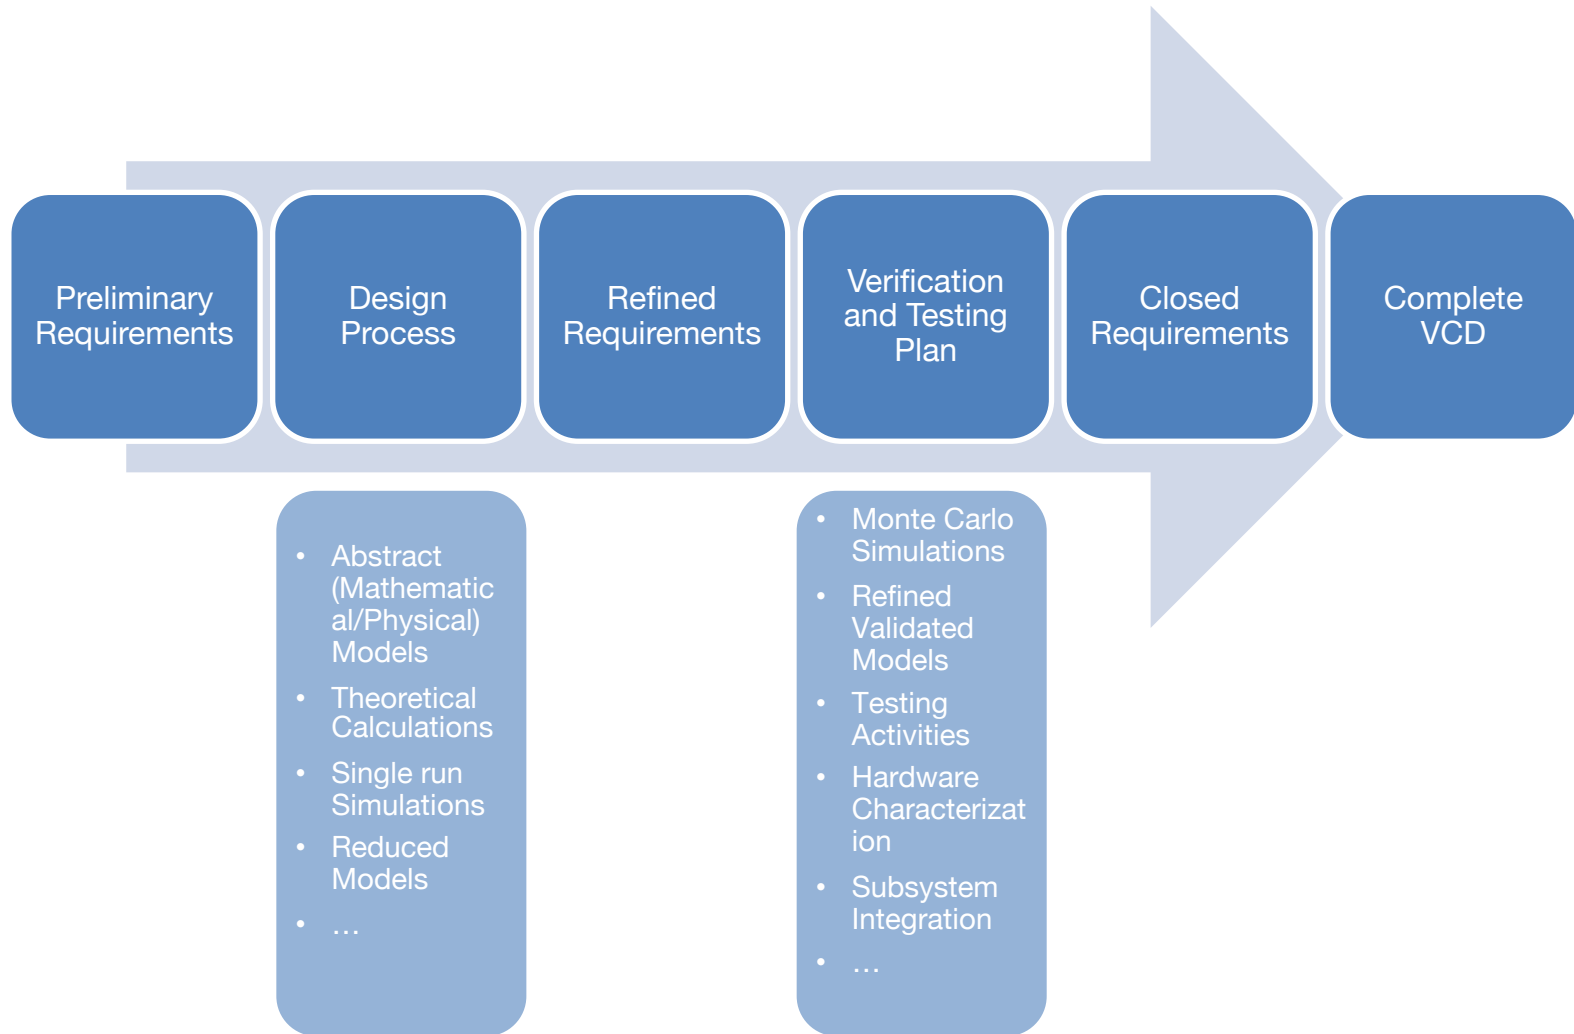 Preliminary
Requirements
Design
Process
Refined
Requirements
Verification
and Testing
Plan
Closed
Requirements
Complete
VCD
• Abstract
(Mathematic
al/Physical)
Models
• Theoretical
Calculations
• Single run
Simulations
• Reduced
Models
• …
• Monte Carlo
Simulations
• Refined
Validated
Models
• Testing
Activities
• Hardware
Characterizat
ion
• Subsystem
Integration
• …